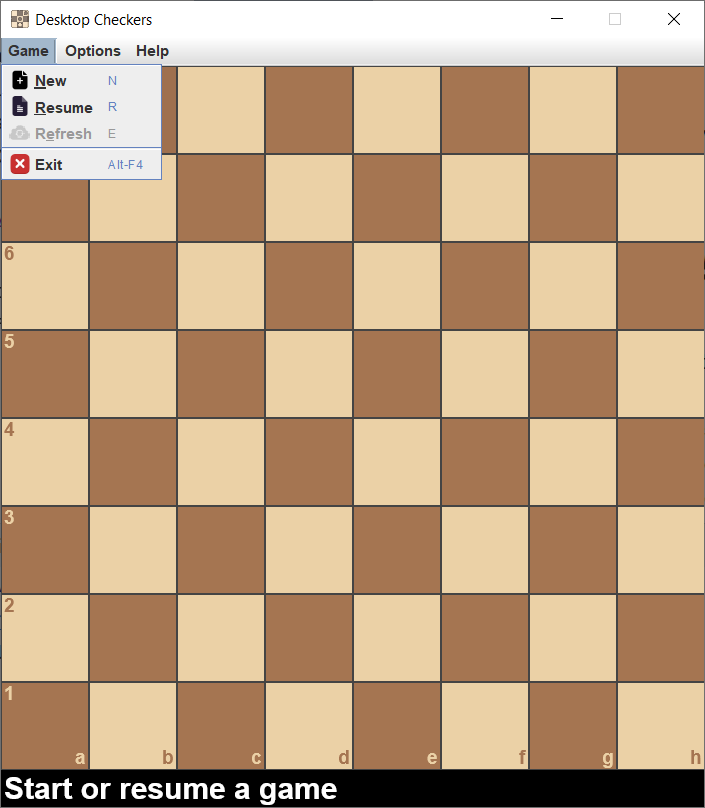 Desktop Checkers
Game Options Help
New N
Resume R
Refresh E
Exit Alt-F4
6
5
4
3
2
1
a b c d e f g h
Start or resume a game